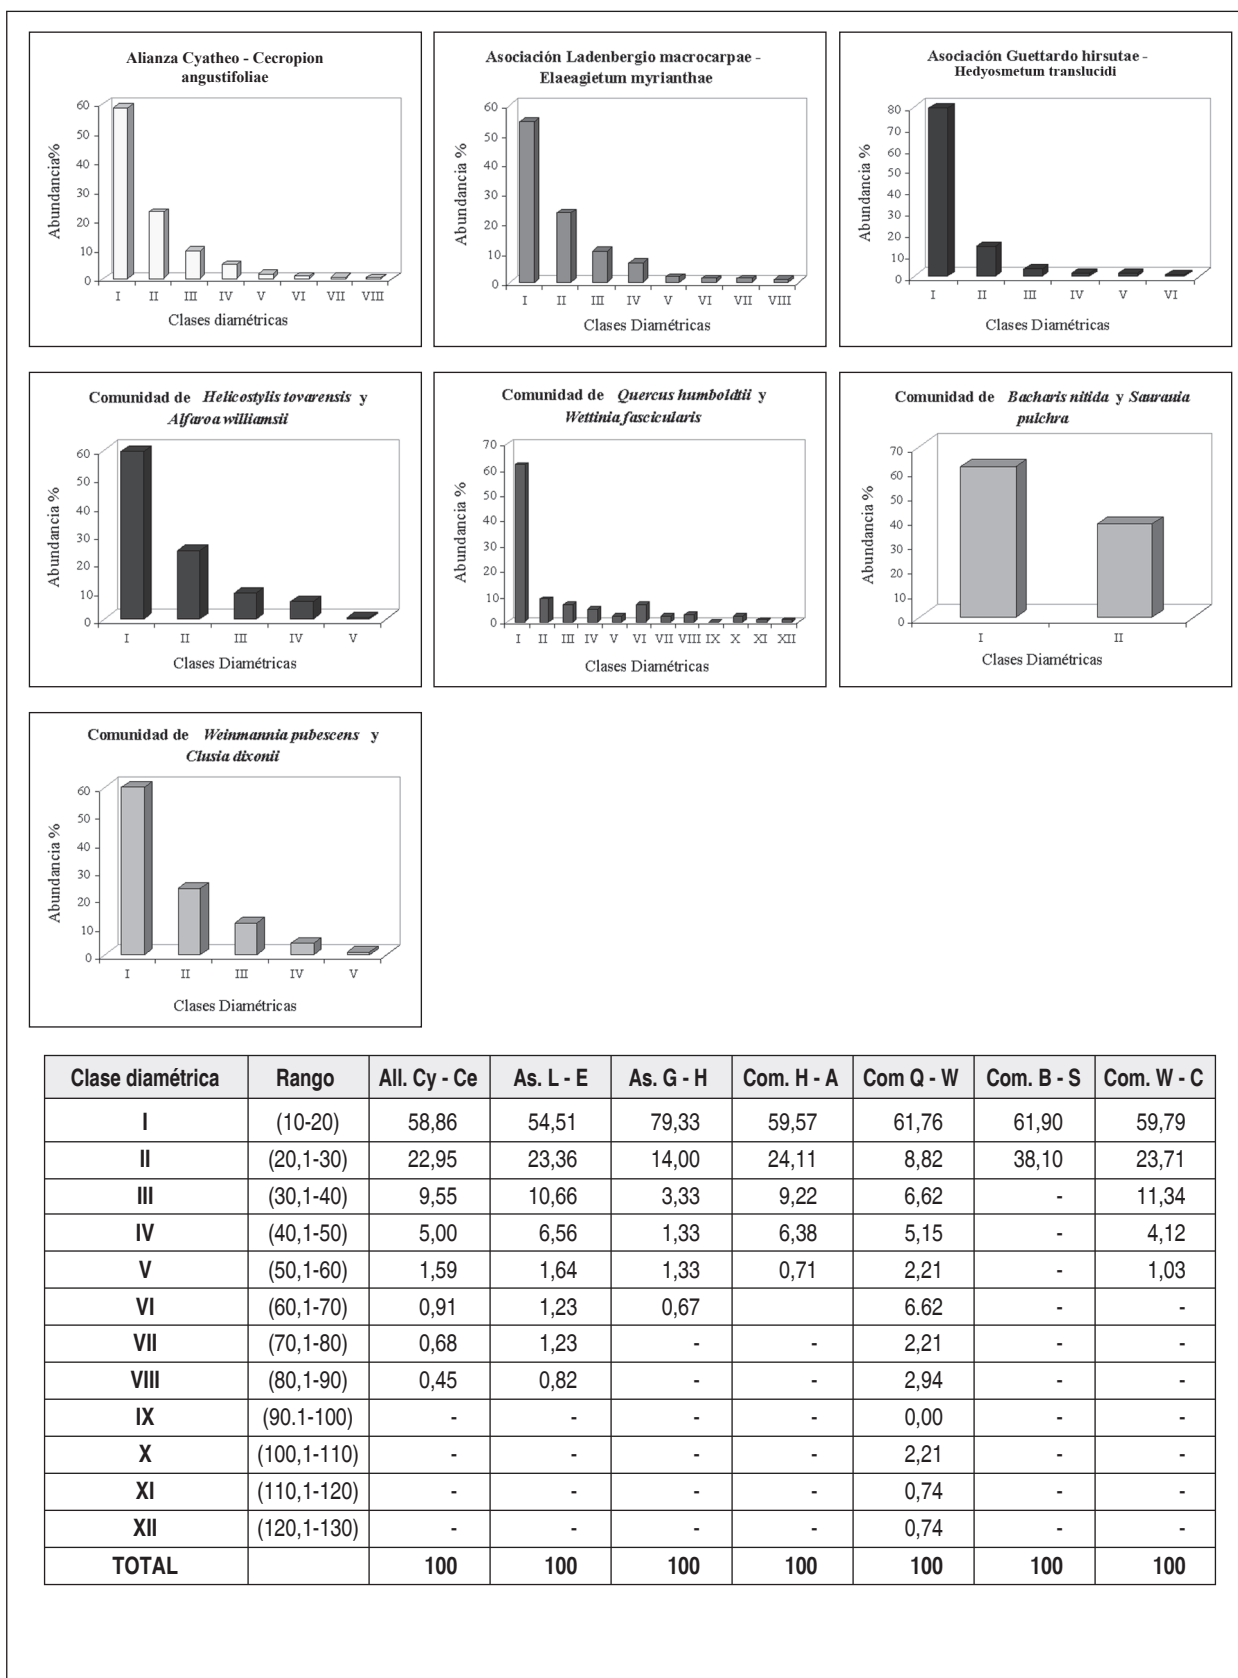 Alianza Cyatheo - Cecropion
angustifoliae
Abundancia%
60
50
40
30
20
10
0
I II III IV V VI VII VIII
Clases diamétricas
Asociación Ladenbergio macrocarpae -
Elaeagietum myrianthae
Abundancia %
60
50
40
30
20
10
0
I II III IV V VI VII VIII
Clases Diamétricas
Asociación Guettardo hirsutae -
Hedyosmetum translucidi
Abundancia %
80
70
60
50
40
30
20
10
0
I II III IV V VI
Clases Diamétricas
Comunidad de Helicostylis tovarensis y
Alfaroa williamsii
Abundancia %
60
50
40
30
20
10
0
I II III IV V
Clases Diamétricas
Comunidad de Quercus humboldtii y
Wettinia fascicularis
Abundancia %
70
60
50
40
30
20
10
0
I II III IV V VI VII VIII IX X XI XII
Clases Diamétricas
Comunidad de Bacharis nitida y Saurauia
pulchra
Abundancia %
70
60
50
40
30
20
10
0
I II
Clases Diamétricas
Comunidad de Weinmannia pubescens y
Clusia dixonii
Abundancia %
60
50
40
30
20
10
0
I II III IV V
Clases Diamétricas
Clase diamétrica Rango All. Cy - Ce As. L - E As. G - H Com. H - A Com Q - W Com. B - S Com. W - C
I (10-20) 58,86 54,51 79,33 59,57 61,76 61,90 59,79
II (20,1-30) 22,95 23,36 14,00 24,11 8,82 38,10 23,71
III (30,1-40) 9,55 10,66 3,33 9,22 6,62 - 11,34
IV (40,1-50) 5,00 6,56 1,33 6,38 5,15 - 4,12
V (50,1-60) 1,59 1,64 1,33 0,71 2,21 - 1,03
VI (60,1-70) 0,91 1,23 0,67 6.62 - -
VII (70,1-80) 0,68 1,23 - - 2,21 - -
VIII (80,1-90) 0,45 0,82 - - 2,94 - -
IX (90.1-100) - - - - 0,00 - -
X (100,1-110) - - - - 2,21 - -
XI (110,1-120) - - - - 0,74 - -
XII (120,1-130) - - - - 0,74 - -
TOTAL 100 100 100 100 100 100 100